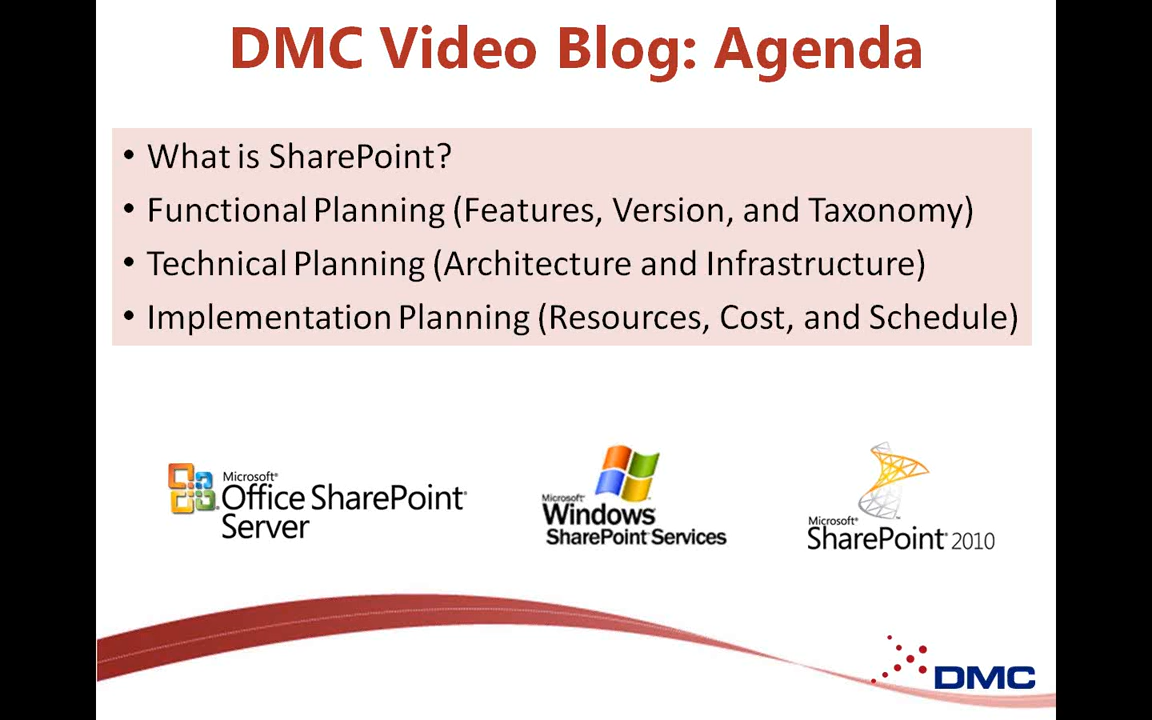 DMC Video Blog: Agenda
• What is SharePoint?
• Functional Planning (Features, Version, and Taxonomy)
• Technical Planning (Architecture and Infrastructure)
• Implementation Planning (Resources, Cost, and Schedule)
Microsoft®
Office SharePoint®
Server
Microsoft®
Windows®
SharePoint Services
Microsoft®
SharePoint® 2010
DMC